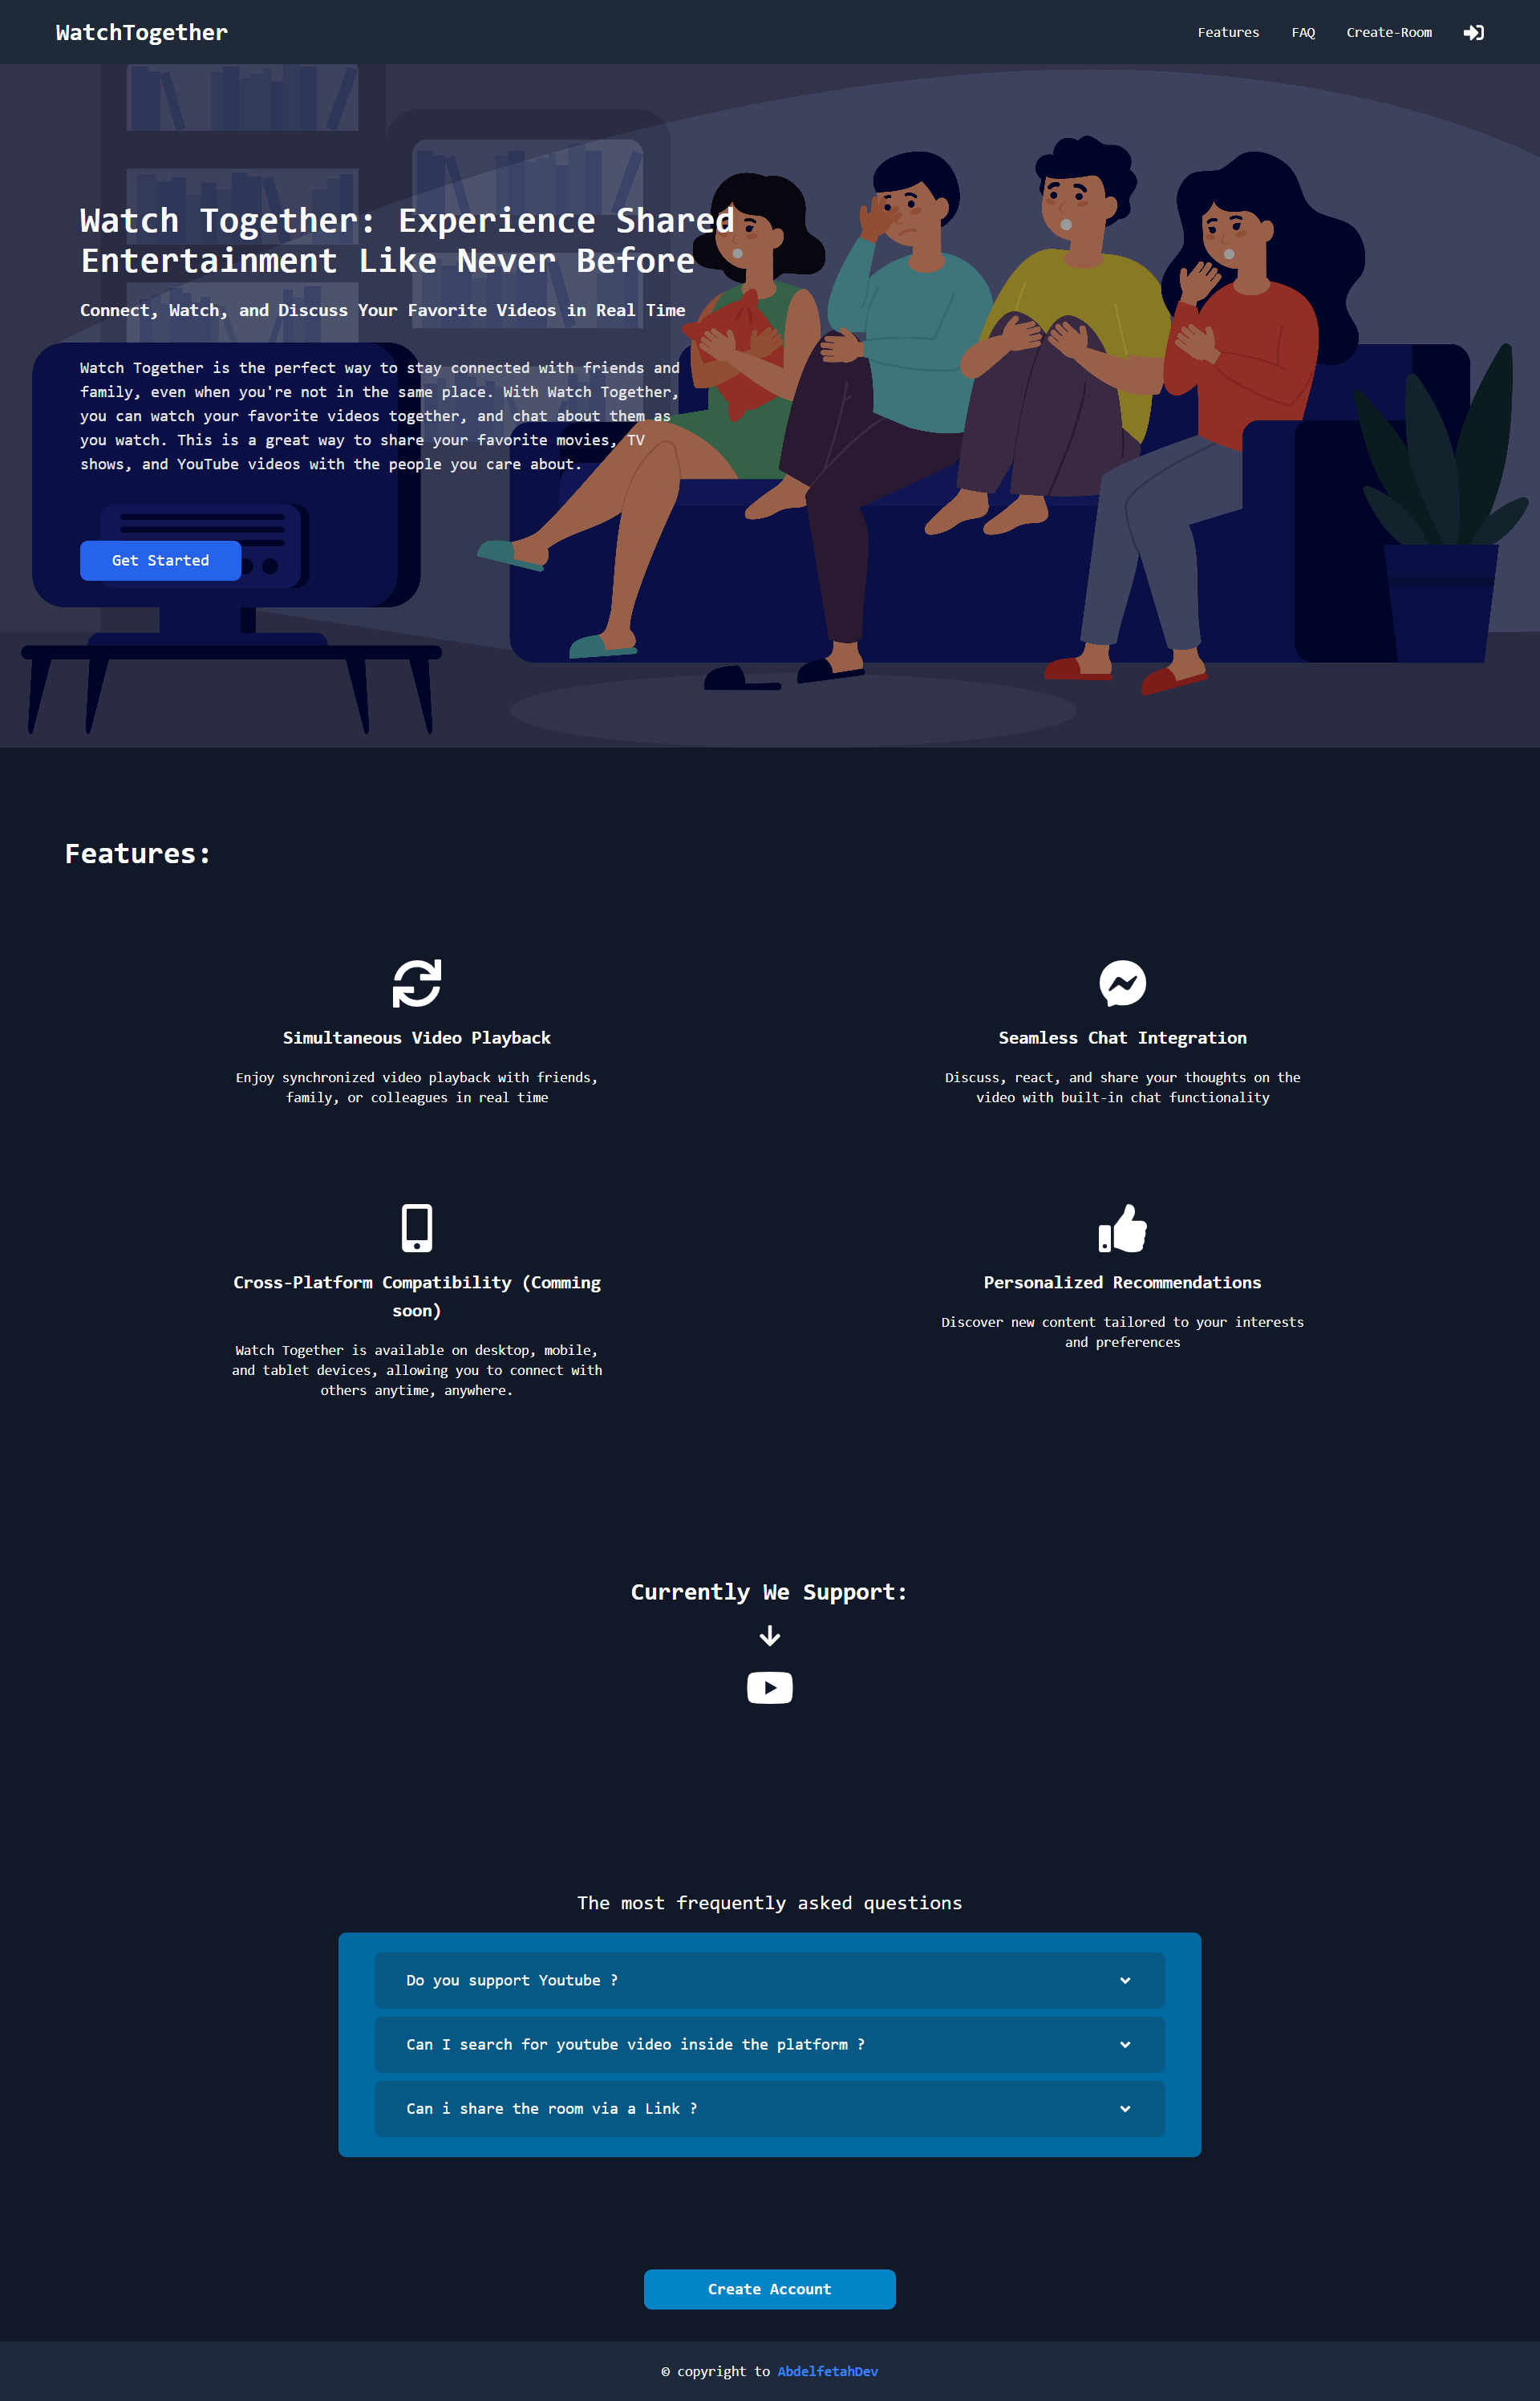 WatchTogether
Features
FAQ
Create-Room
Watch Together: Experience Shared
Entertainment Like Never Before
Connect, Watch, and Discuss Your Favorite Videos in Real Time
Watch Together is the perfect way to stay connected with friends and
family, even when you're not in the same place. With Watch Together,
you can watch your favorite videos together, and chat about them as
you watch. This is a great way to share your favorite movies, TV
shows, and YouTube videos with the people you care about.
Get Started
Features:
Simultaneous Video Playback
Enjoy synchronized video playback with friends,
family, or colleagues in real time
Seamless Chat Integration
Discuss, react, and share your thoughts on the
video with built-in chat functionality
Cross-Platform Compatibility (Comming
soon)
Watch Together is available on desktop, mobile,
and tablet devices, allowing you to connect with
others anytime, anywhere.
Personalized Recommendations
Discover new content tailored to your interests
and preferences
Currently We Support:
The most frequently asked questions
Do you support Youtube ?
Can I search for youtube video inside the platform ?
Can i share the room via a Link ?
Create Account
© copyright to AbdelfetahDev